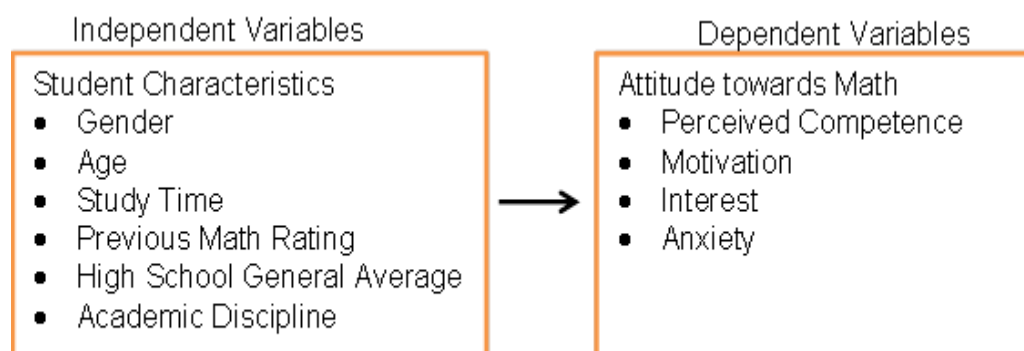 Independent Variables
Student Characteristics
• Gender
• Age
• Study Time
• Previous Math Rating
• High School General Average
• Academic Discipline
Dependent Variables
Attitude towards Math
• Perceived Competence
• Motivation
• Interest
• Anxiety